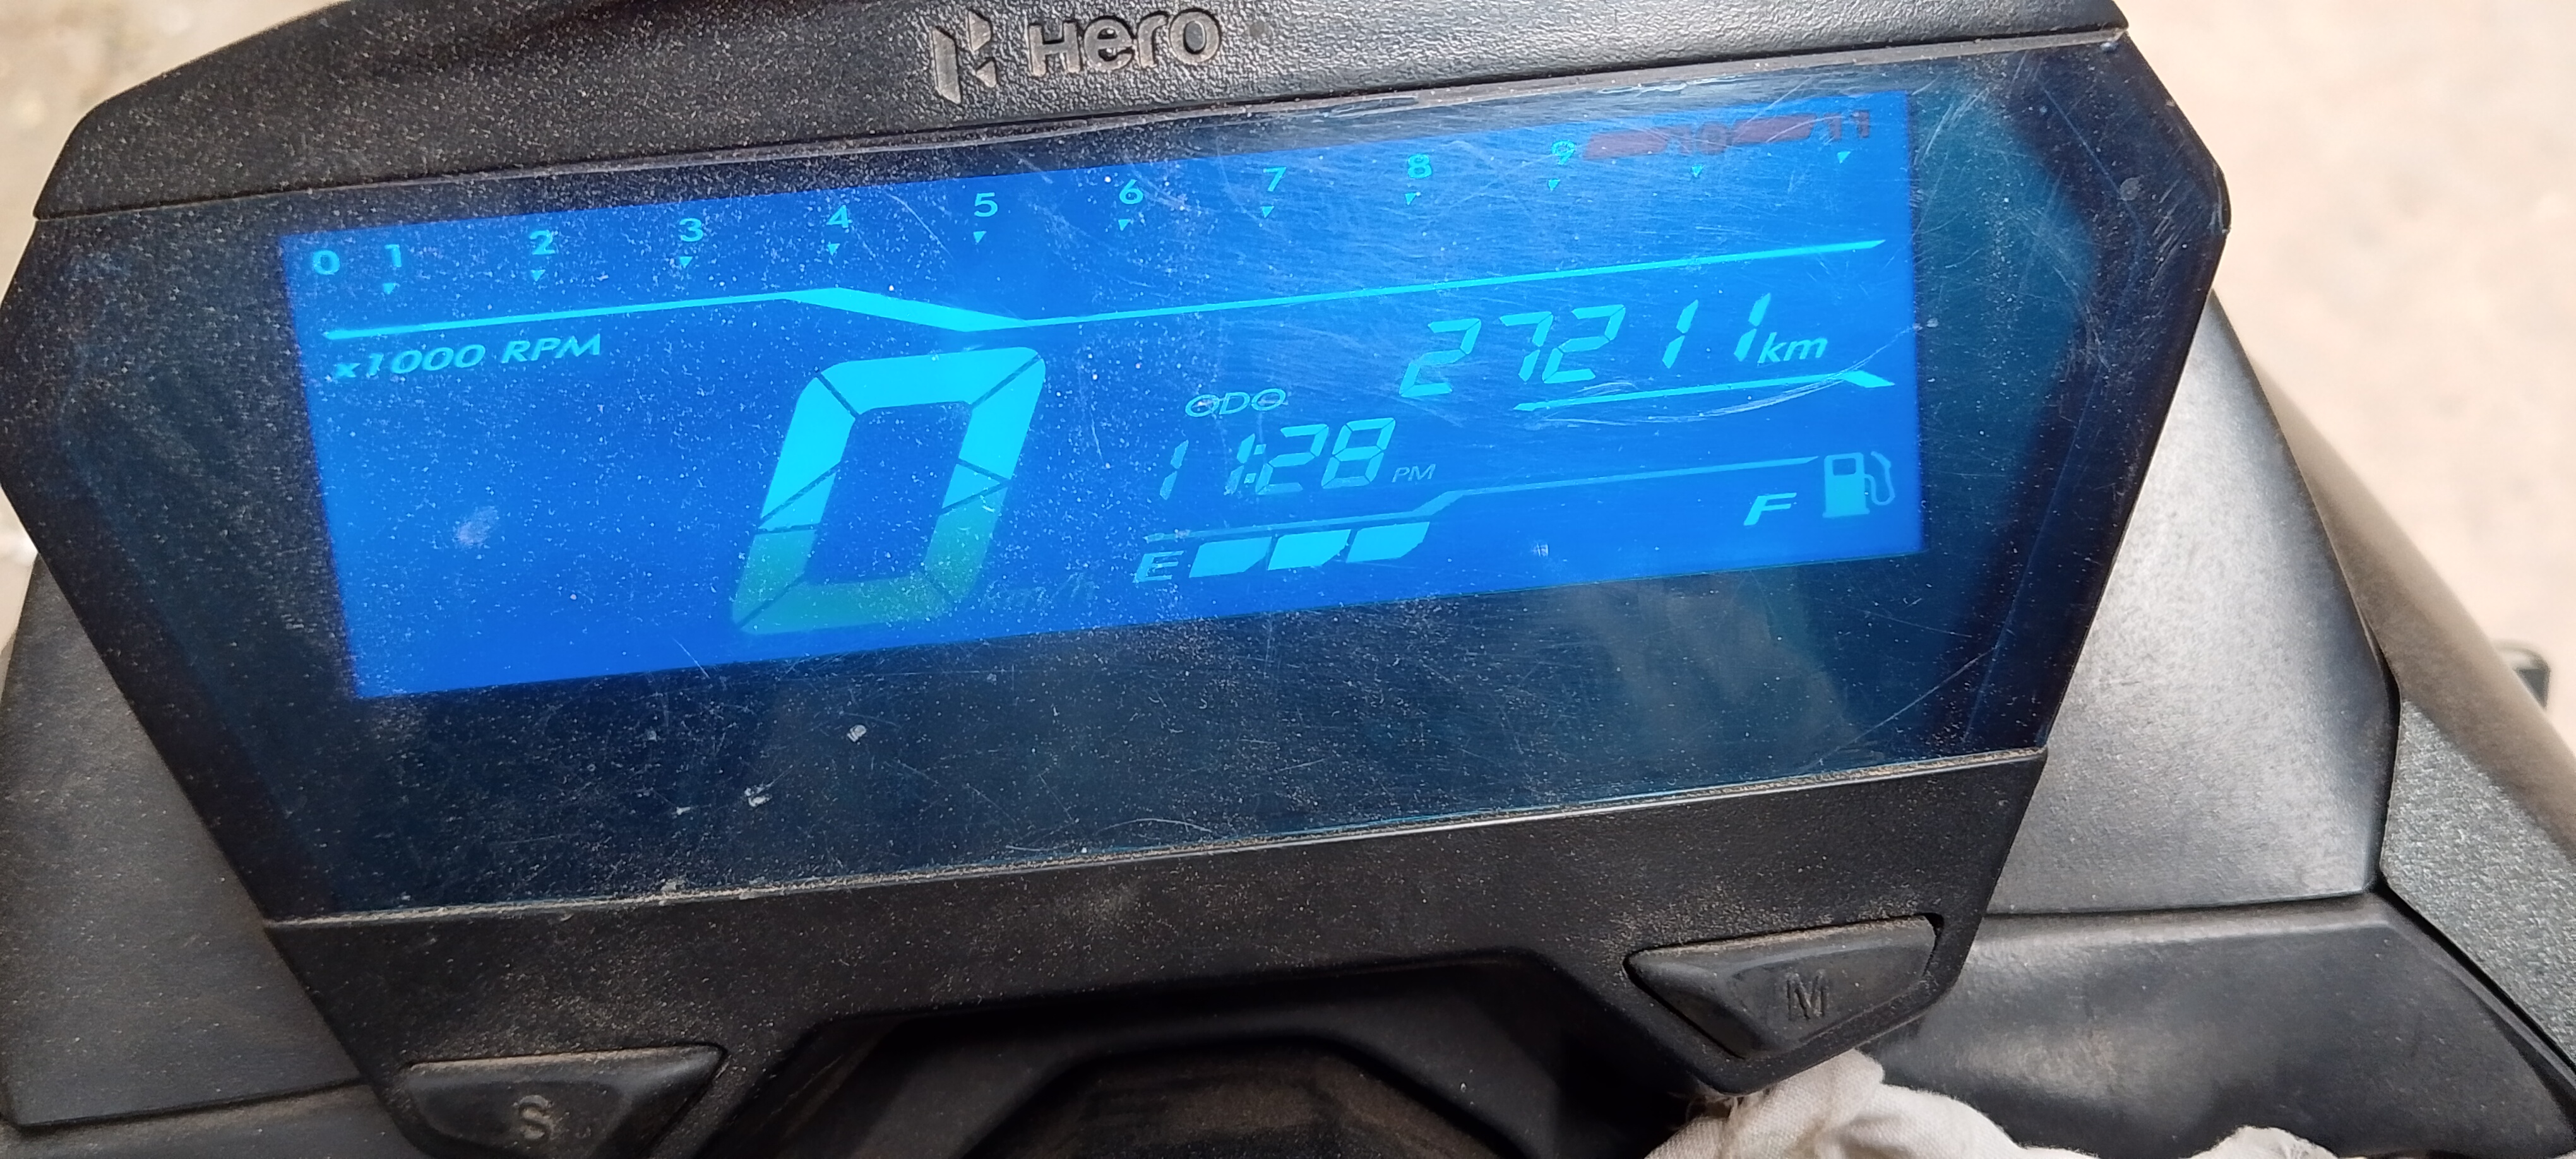 Hero
0 1 2 3 4 5 6 7 8 9 10 11
x1000 RPM
27211 km
ODO
0 km/h
11:28 PM
E F
M
S